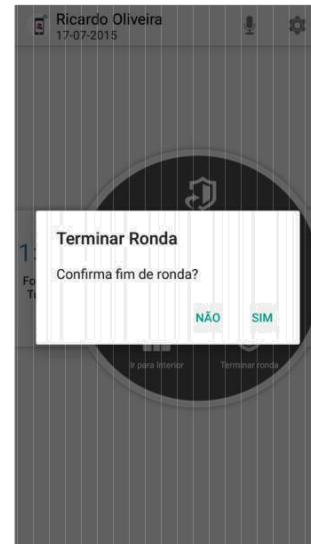 Ricardo Oliveira
17-07-2015
Terminar Ronda
Confirma fim de ronda?
NÃO
SIM
Ir para Interior
Terminar ronda